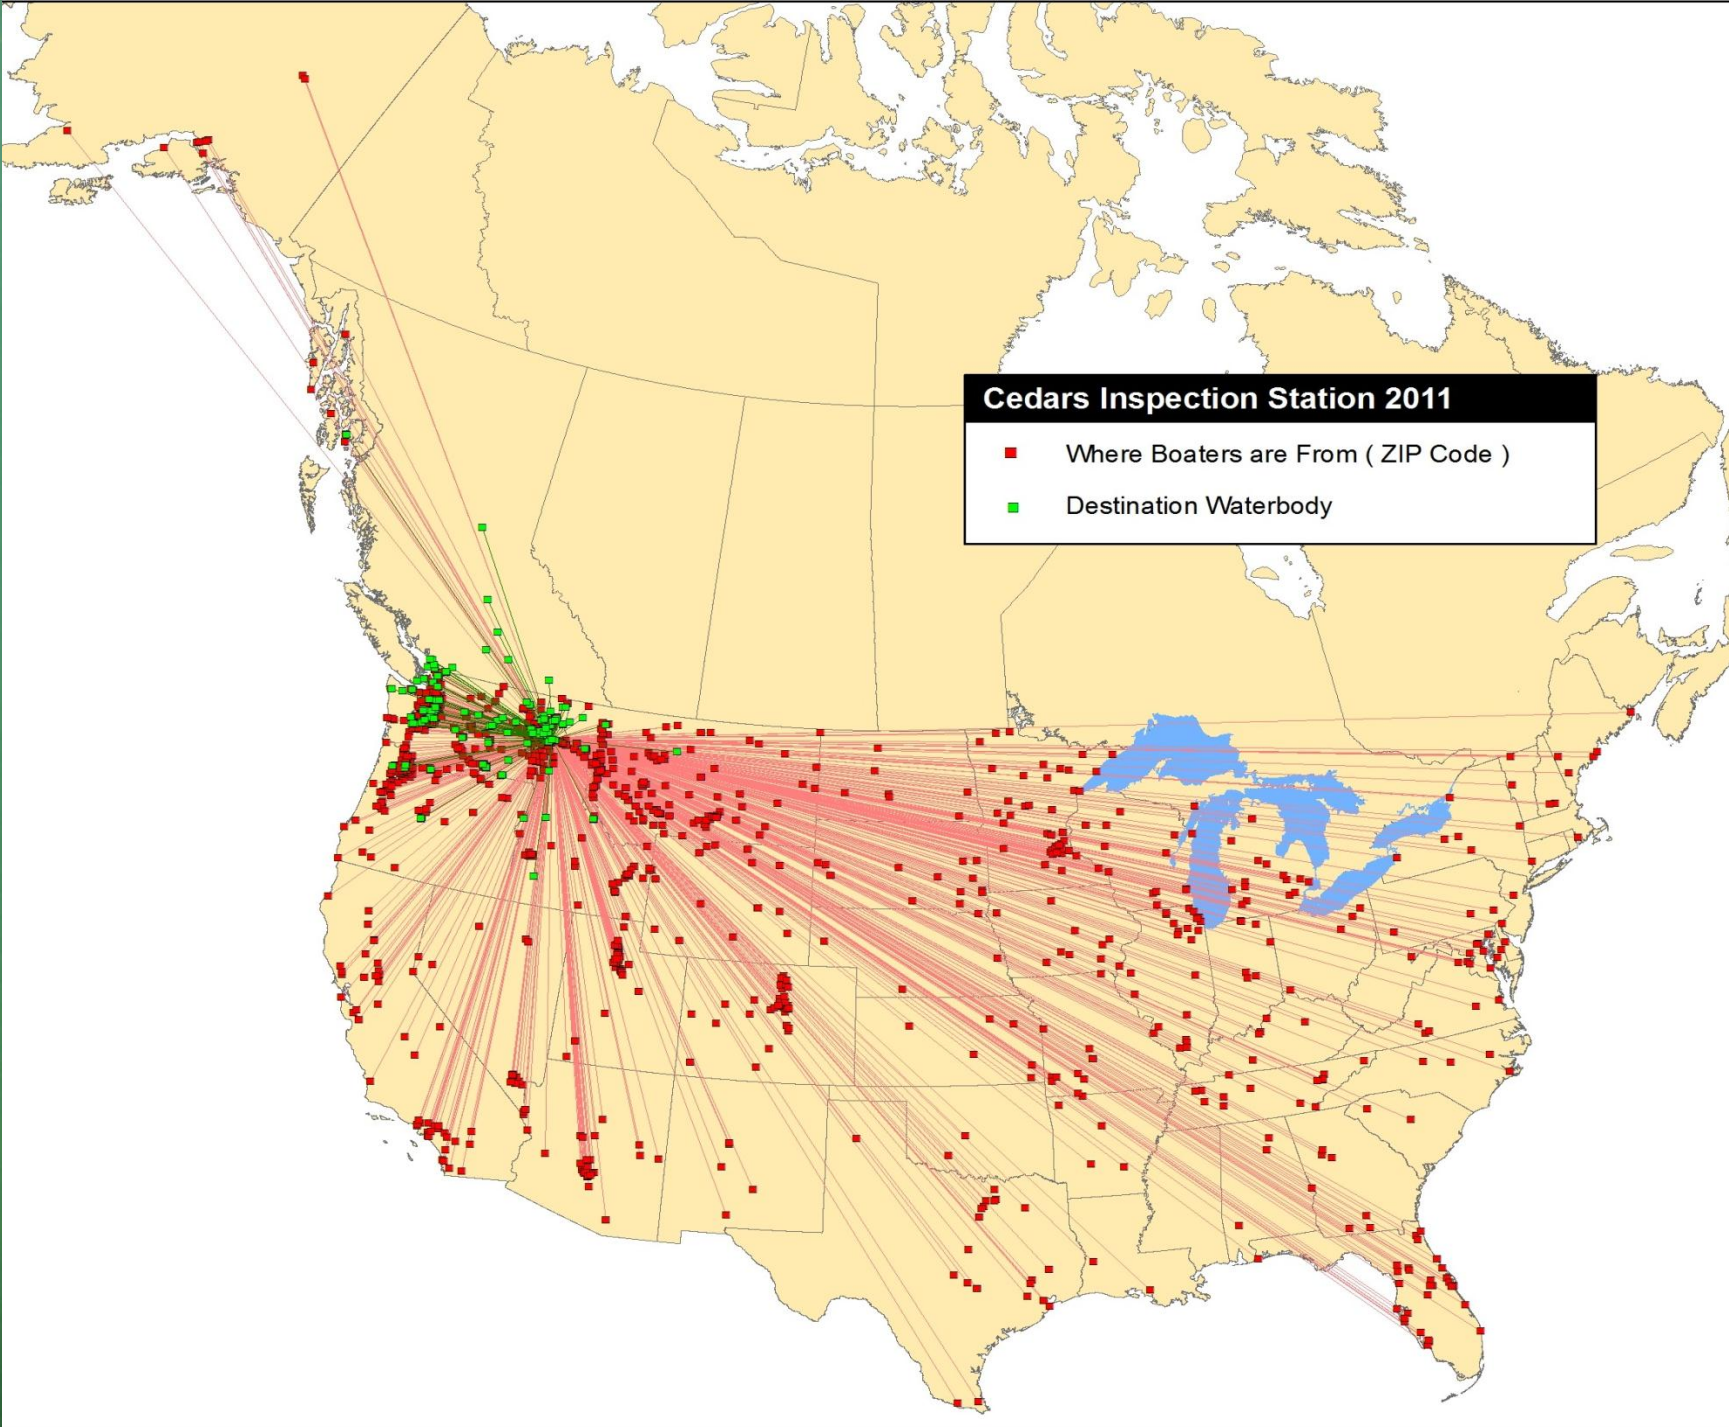 Cedars Inspection Station 2011
Where Boaters are From ( ZIP Code )
Destination Waterbody